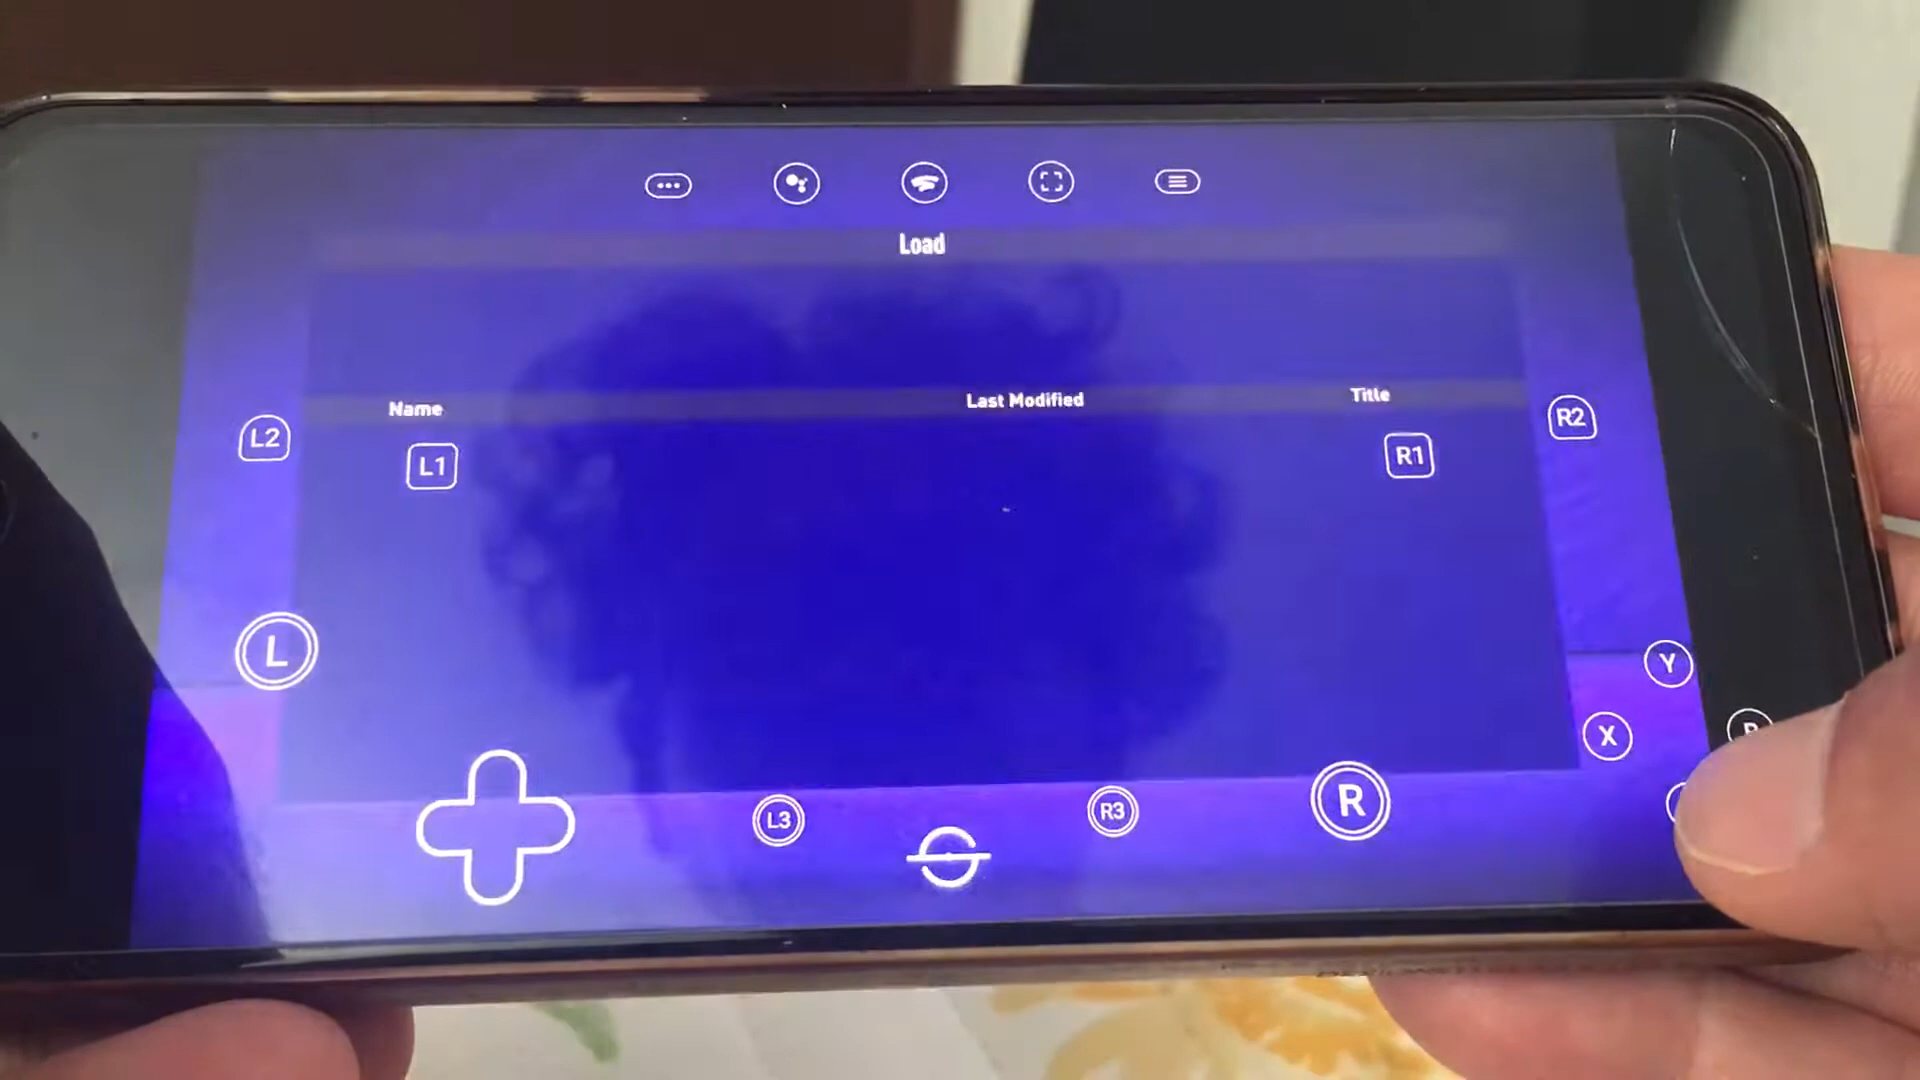 Load
Name Last Modified Title
L2 R2
L1 R1
L
Y
X
L3 R3 R